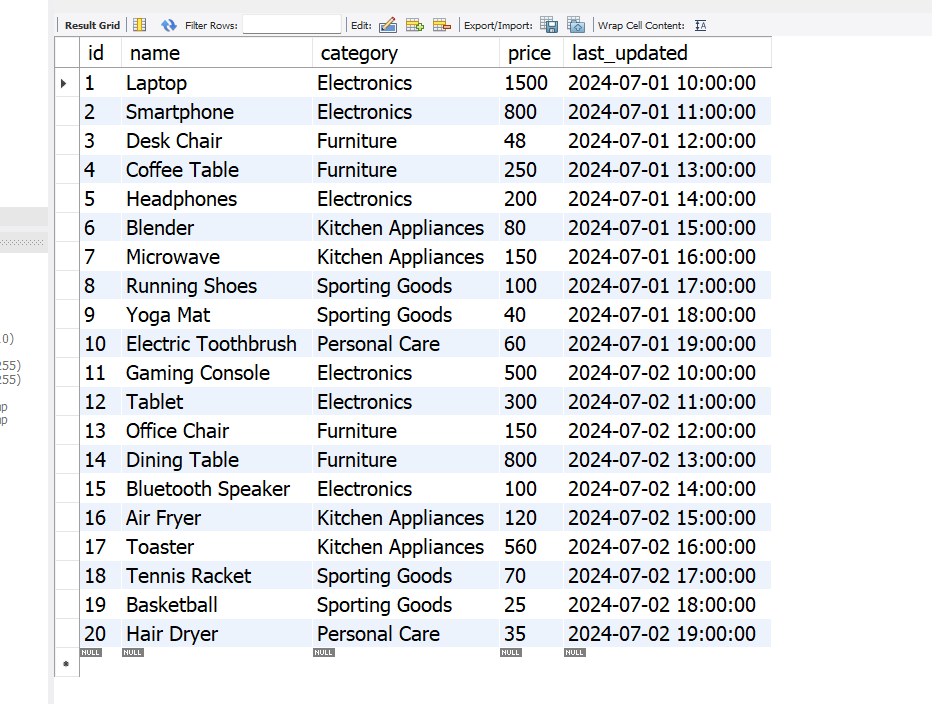 Result Grid Filter Rows: Edit: Export/Import: Wrap Cell Content:
id name category price last_updated
1 Laptop Electronics 1500 2024-07-01 10:00:00
2 Smartphone Electronics 800 2024-07-01 11:00:00
3 Desk Chair Furniture 48 2024-07-01 12:00:00
4 Coffee Table Furniture 250 2024-07-01 13:00:00
5 Headphones Electronics 200 2024-07-01 14:00:00
6 Blender Kitchen Appliances 80 2024-07-01 15:00:00
7 Microwave Kitchen Appliances 150 2024-07-01 16:00:00
8 Running Shoes Sporting Goods 100 2024-07-01 17:00:00
9 Yoga Mat Sporting Goods 40 2024-07-01 18:00:00
10 Electric Toothbrush Personal Care 60 2024-07-01 19:00:00
11 Gaming Console Electronics 500 2024-07-02 10:00:00
12 Tablet Electronics 300 2024-07-02 11:00:00
13 Office Chair Furniture 150 2024-07-02 12:00:00
14 Dining Table Furniture 800 2024-07-02 13:00:00
15 Bluetooth Speaker Electronics 100 2024-07-02 14:00:00
16 Air Fryer Kitchen Appliances 120 2024-07-02 15:00:00
17 Toaster Kitchen Appliances 560 2024-07-02 16:00:00
18 Tennis Racket Sporting Goods 70 2024-07-02 17:00:00
19 Basketball Sporting Goods 25 2024-07-02 18:00:00
20 Hair Dryer Personal Care 35 2024-07-02 19:00:00
NULL NULL NULL NULL NULL